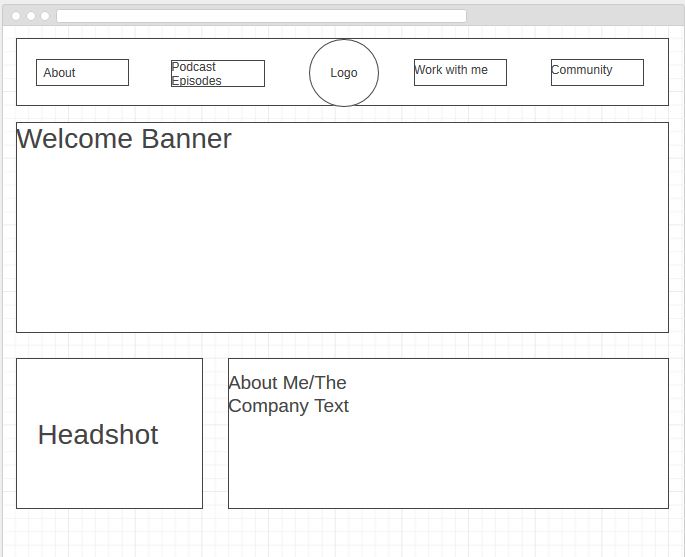 About
Podcast
Episodes
Logo
Work with me
Community
Welcome Banner
Headshot
About Me/The
Company Text